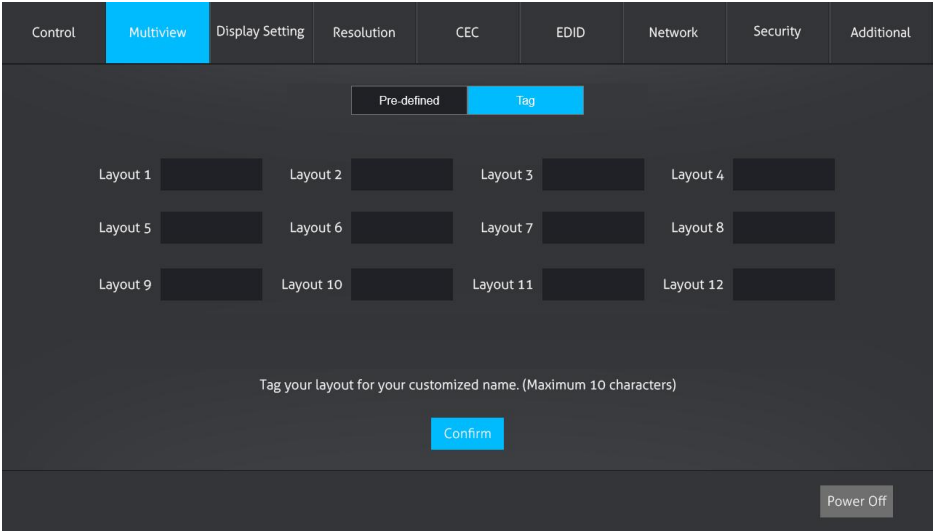 Control Multiview Display Setting Resolution CEC EDID Network Security Additional
Pre-defined Tag
Layout 1 Layout 2 Layout 3 Layout 4
Layout 5 Layout 6 Layout 7 Layout 8
Layout 9 Layout 10 Layout 11 Layout 12
Tag your layout for your customized name. (Maximum 10 characters)
Confirm
Power Off